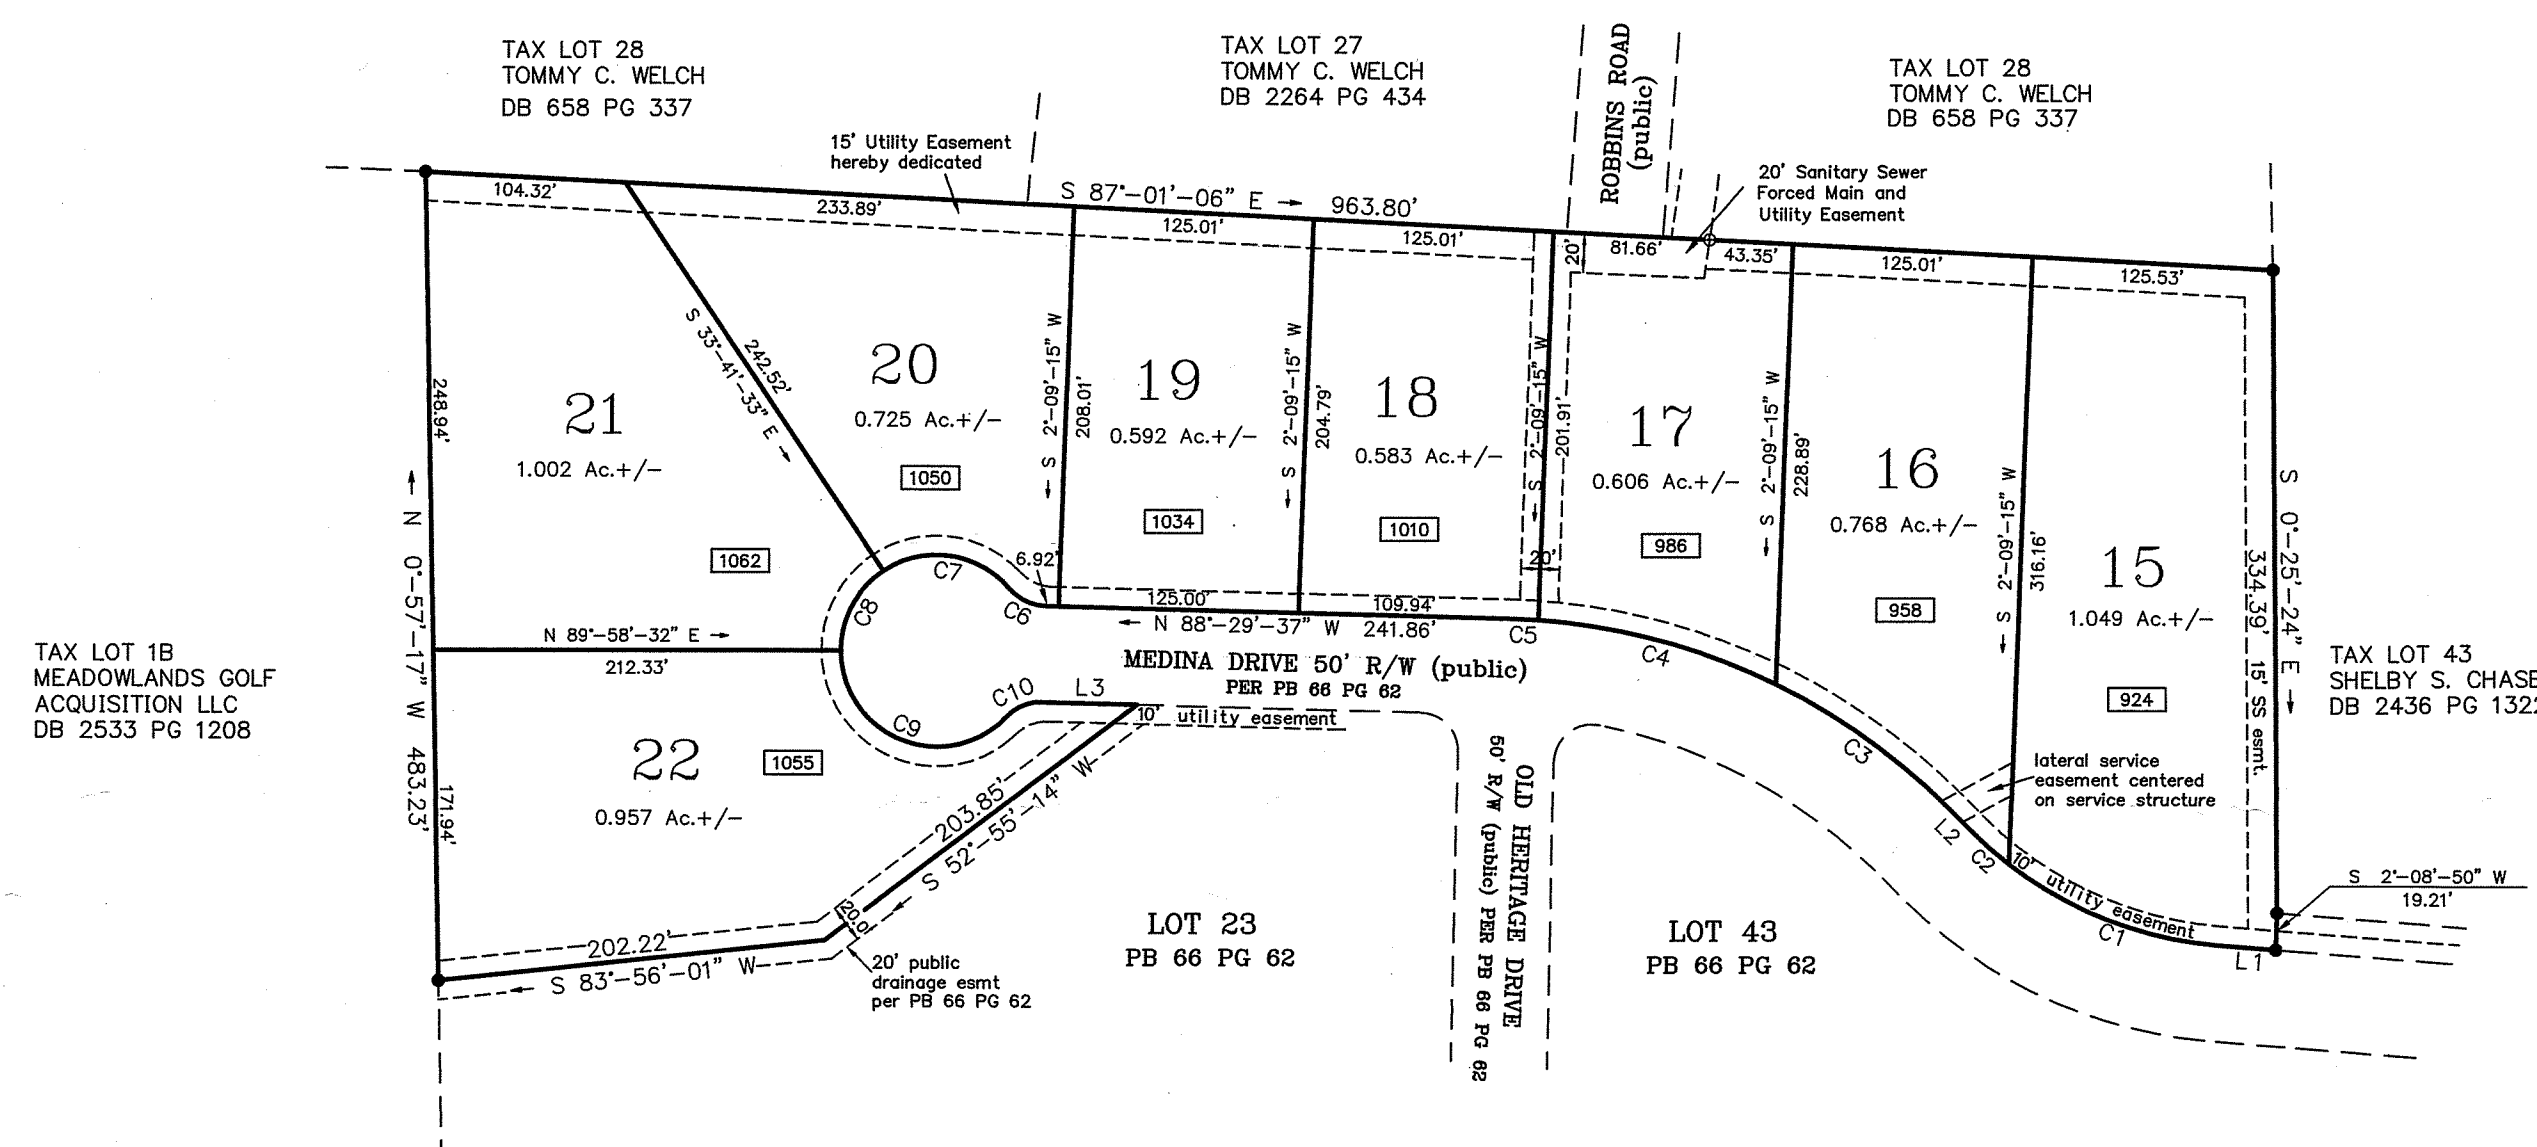 TAX LOT 28
TOMMY C. WELCH
DB 658 PG 337
TAX LOT 27
TOMMY C. WELCH
DB 2264 PG 434
ROBBINS ROAD
(public)
TAX LOT 28
TOMMY C. WELCH
DB 658 PG 337
15' Utility Easement
hereby dedicated
20' Sanitary Sewer
Forced Main and
Utility Easement
S 87°-01'-06" E → 963.80'
104.32'
233.89'
125.01'
125.01'
20'
81.66'
43.35'
125.01'
125.53'
← N 0°-57'-17" W 483.23'
248.94'
171.94'
S 33°-41'-33" E →
242.52'
21
1.002 Ac.+/-
1062
20
0.725 Ac.+/-
1050
← S 2°-09'-15" W
208.01'
19
0.592 Ac.+/-
1034
← S 2°-09'-15" W
204.79'
18
0.583 Ac.+/-
1010
← S 2°-09'-15" W
201.91'
20'
17
0.606 Ac.+/-
986
← S 2°-09'-15" W
228.89'
16
0.768 Ac.+/-
958
← S 2°-09'-15" W
316.16'
15
1.049 Ac.+/-
924
334.39' 15' SS esmt.
S 0°-25'-24" E →
TAX LOT 1B
MEADOWLANDS GOLF
ACQUISITION LLC
DB 2533 PG 1208
TAX LOT 43
SHELBY S. CHASE
DB 2436 PG 1322
N 89°-58'-32" E →
212.33'
C8
C7
C6
6.92'
125.00'
109.94'
← N 88°-29'-37" W 241.86'
C5
C4
C3
MEDINA DRIVE 50' R/W (public)
PER PB 66 PG 62
C9
C10
L3
10' utility easement
22
0.957 Ac.+/-
1055
203.85'
← S 52°-55'-14" W
20.0'
202.22'
← S 83°-56'-01" W
20' public
drainage esmt
per PB 66 PG 62
LOT 23
PB 66 PG 62
OLD HERITAGE DRIVE
50' R/W (public) PER PB 66 PG 62
LOT 43
PB 66 PG 62
lateral service
easement centered
on service structure
L2
C2
10' utility easement
C1
L1
S 2°-08'-50" W
19.21'